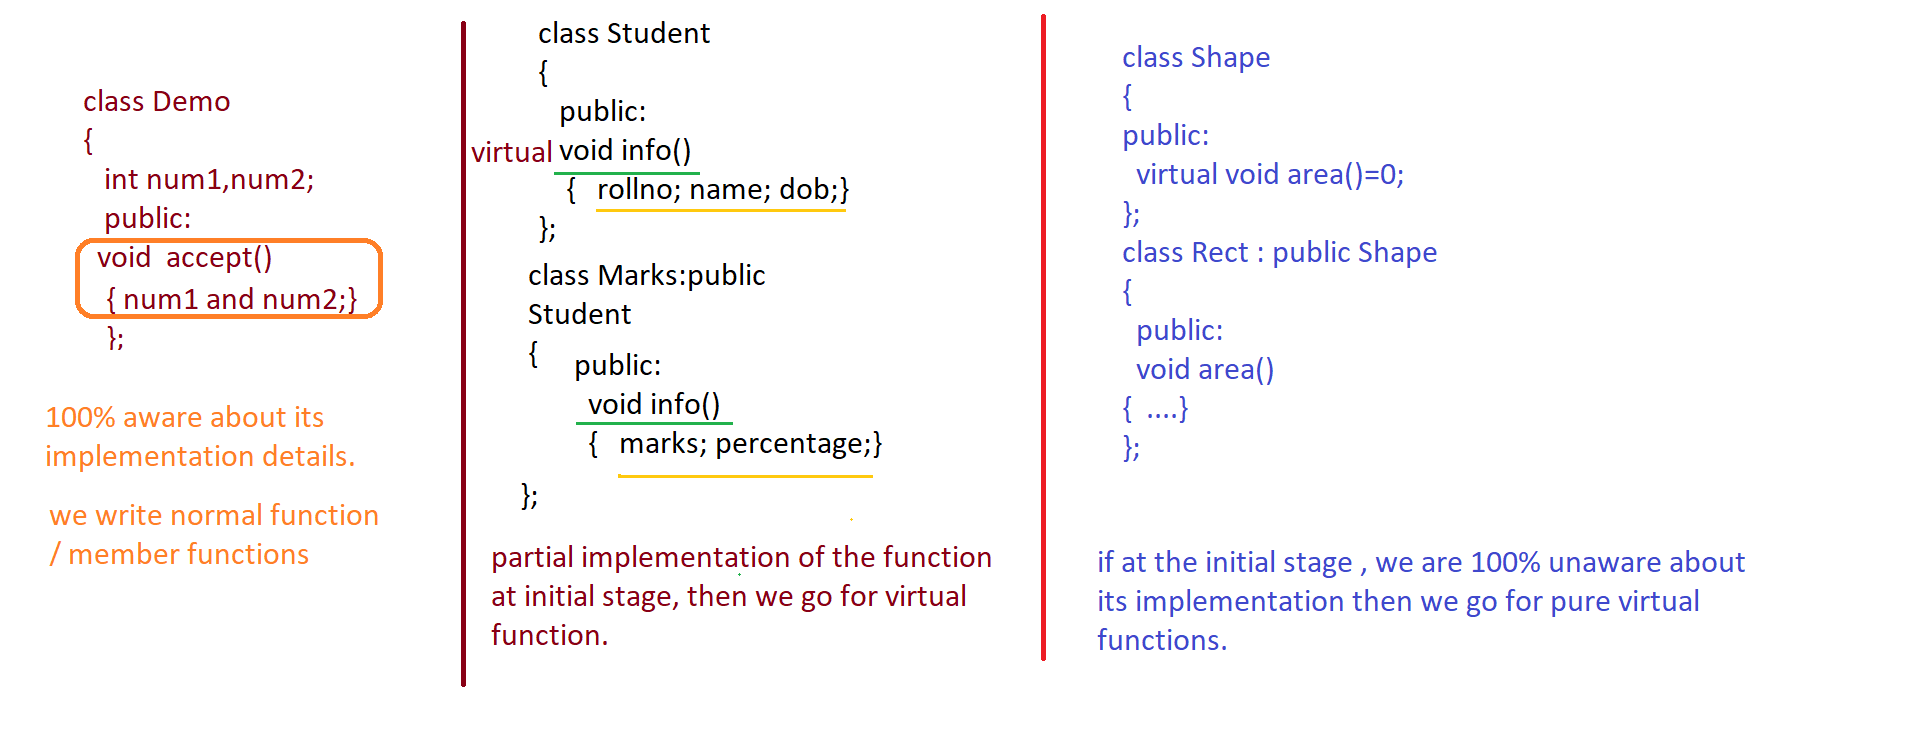 class Demo
{
int num1,num2;
public:
void  accept()
{ num1 and num2;}
};
100% aware about its
implementation details.
we write normal function
/ member functions
class Student
{
public:
virtual void info()
{   rollno; name; dob;}
};
class Marks:public
Student
{
public:
void info()
{   marks; percentage;}
};
partial implementation of the function
at initial stage, then we go for virtual
function.
class Shape
{
public:
virtual void area()=0;
};
class Rect : public Shape
{
public:
void area()
{  ....}
};
if at the initial stage , we are 100% unaware about
its implementation then we go for pure virtual
functions.